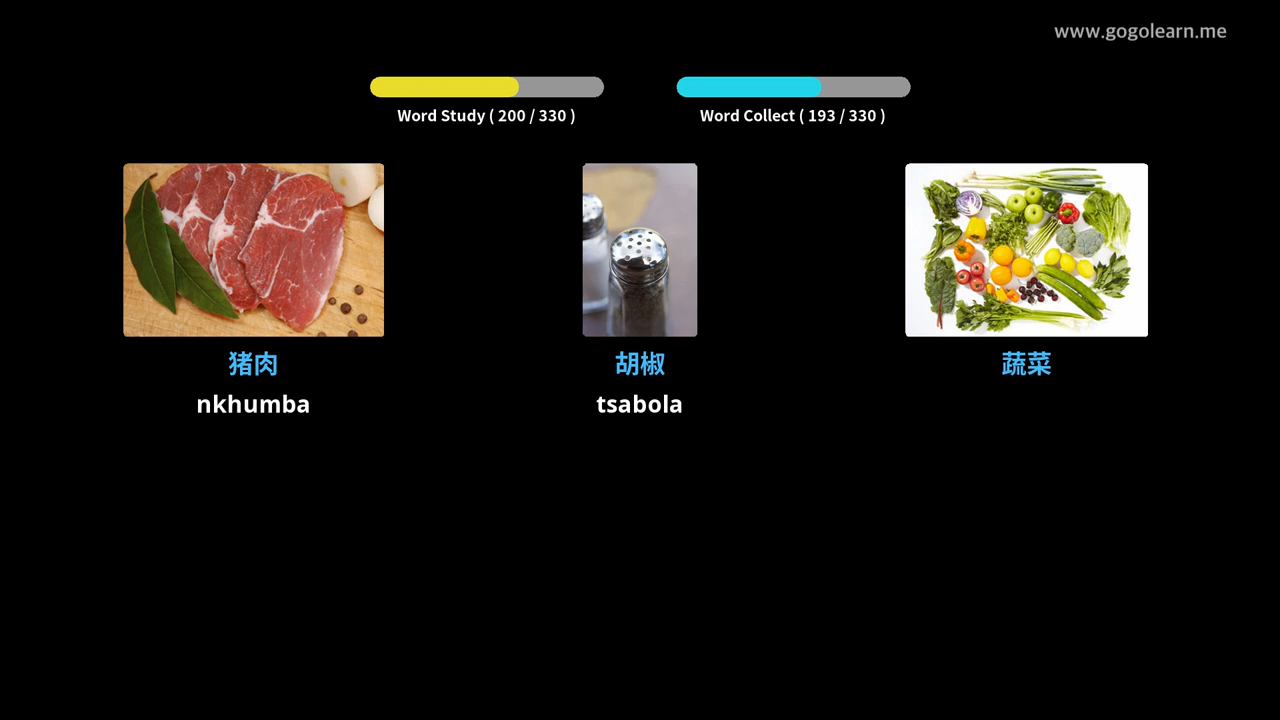 www.gogolearn.me
Word Study ( 200 / 330 )
Word Collect ( 193 / 330 )
猪肉
胡椒
蔬菜
nkhumba
tsabola